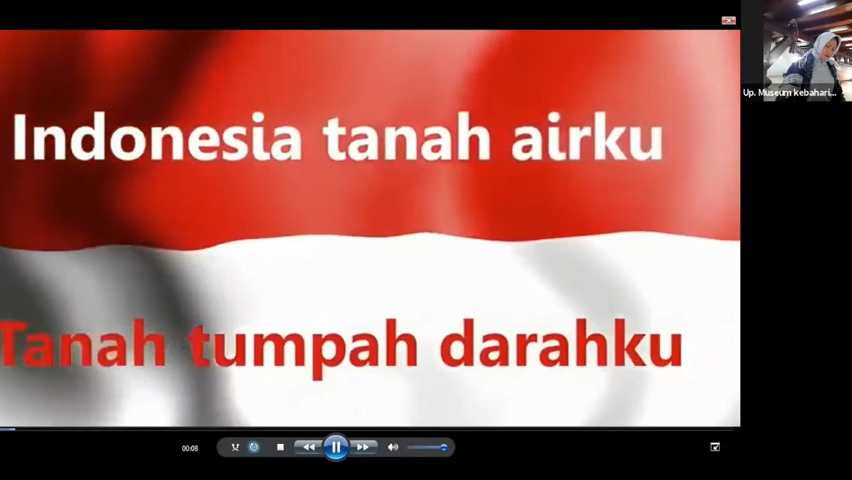 Indonesia tanah airku
Up. Museum kebahari...
Tanah tumpah darahku
00:08